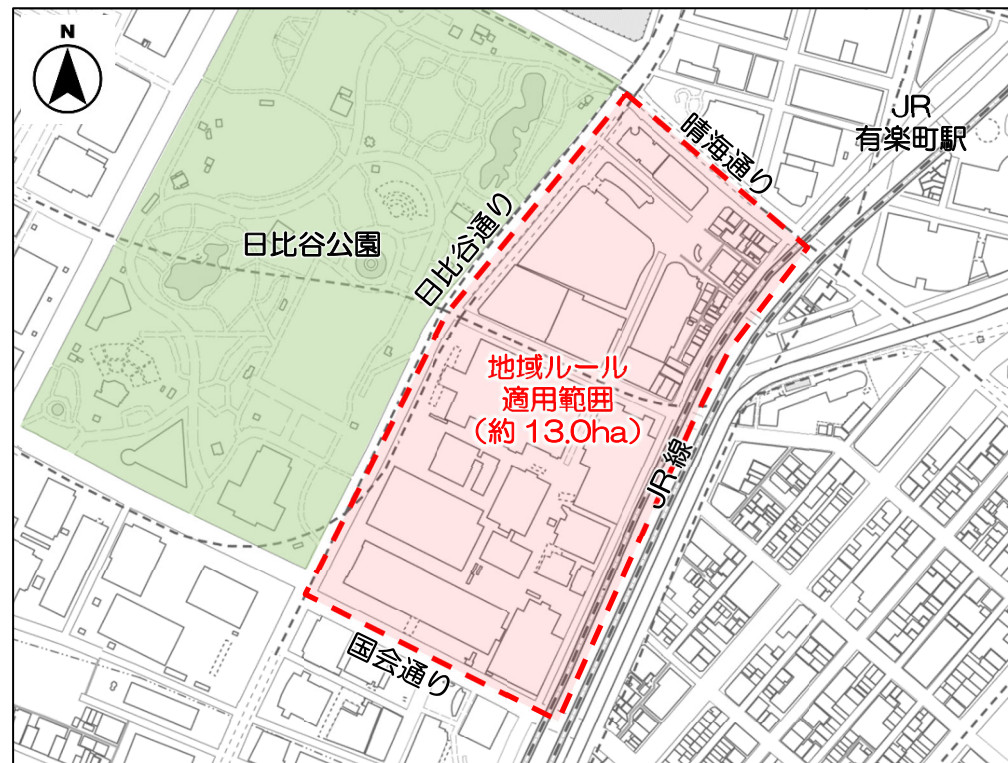 N
JR
有楽町駅
晴海通り
日比谷通り
日比谷公園
地域ルール
適用範囲
（約 13.0ha）
JR線
国会通り